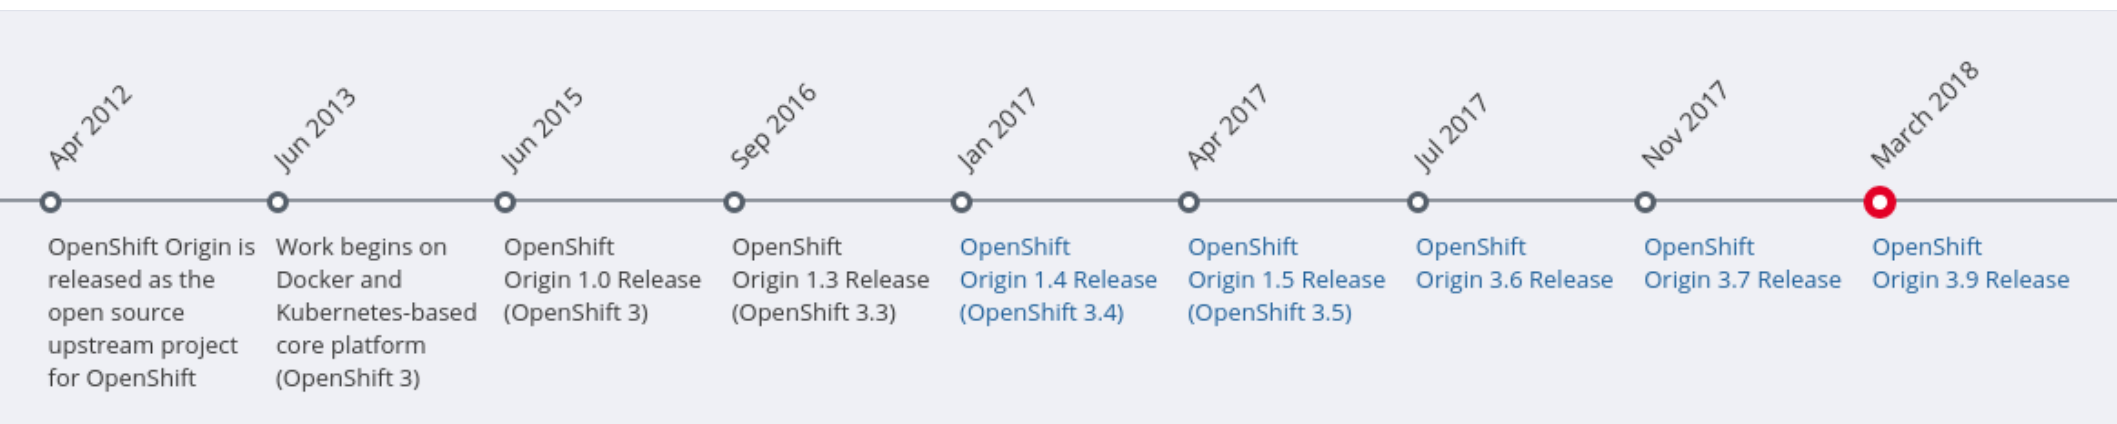 Apr 2012
Jun 2013
Jun 2015
Sep 2016
Jan 2017
Apr 2017
Jul 2017
Nov 2017
March 2018
OpenShift Origin is
released as the
open source
upstream project
for OpenShift
Work begins on
Docker and
Kubernetes-based
core platform
(OpenShift 3)
OpenShift
Origin 1.0 Release
(OpenShift 3)
OpenShift
Origin 1.3 Release
(OpenShift 3.3)
OpenShift
Origin 1.4 Release
(OpenShift 3.4)
OpenShift
Origin 1.5 Release
(OpenShift 3.5)
OpenShift
Origin 3.6 Release
OpenShift
Origin 3.7 Release
OpenShift
Origin 3.9 Release